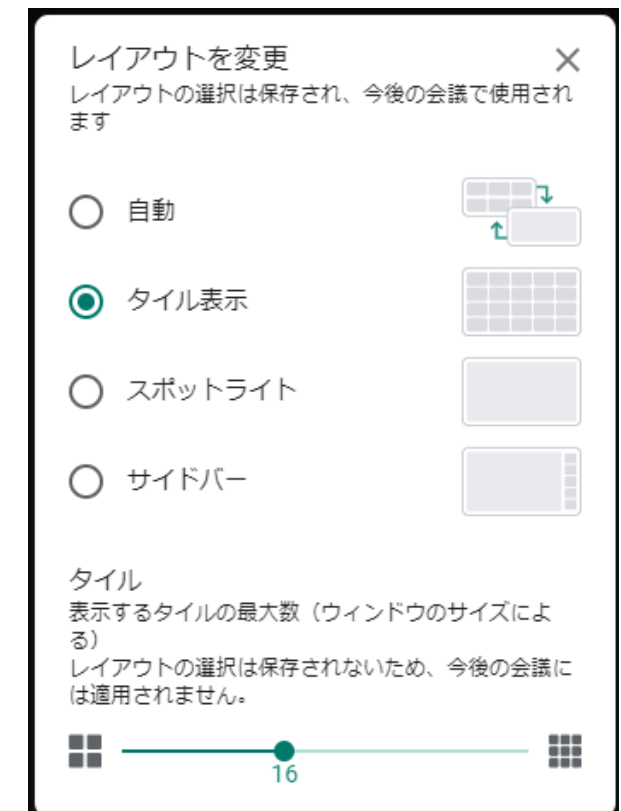 レイアウトを変更
レイアウトの選択は保存され、今後の会議で使用され
ます
自動
タイル表示
スポットライト
サイドバー
タイル
表示するタイルの最大数（ウィンドウのサイズによ
る）
レイアウトの選択は保存されないため、今後の会議に
は適用されません。
16